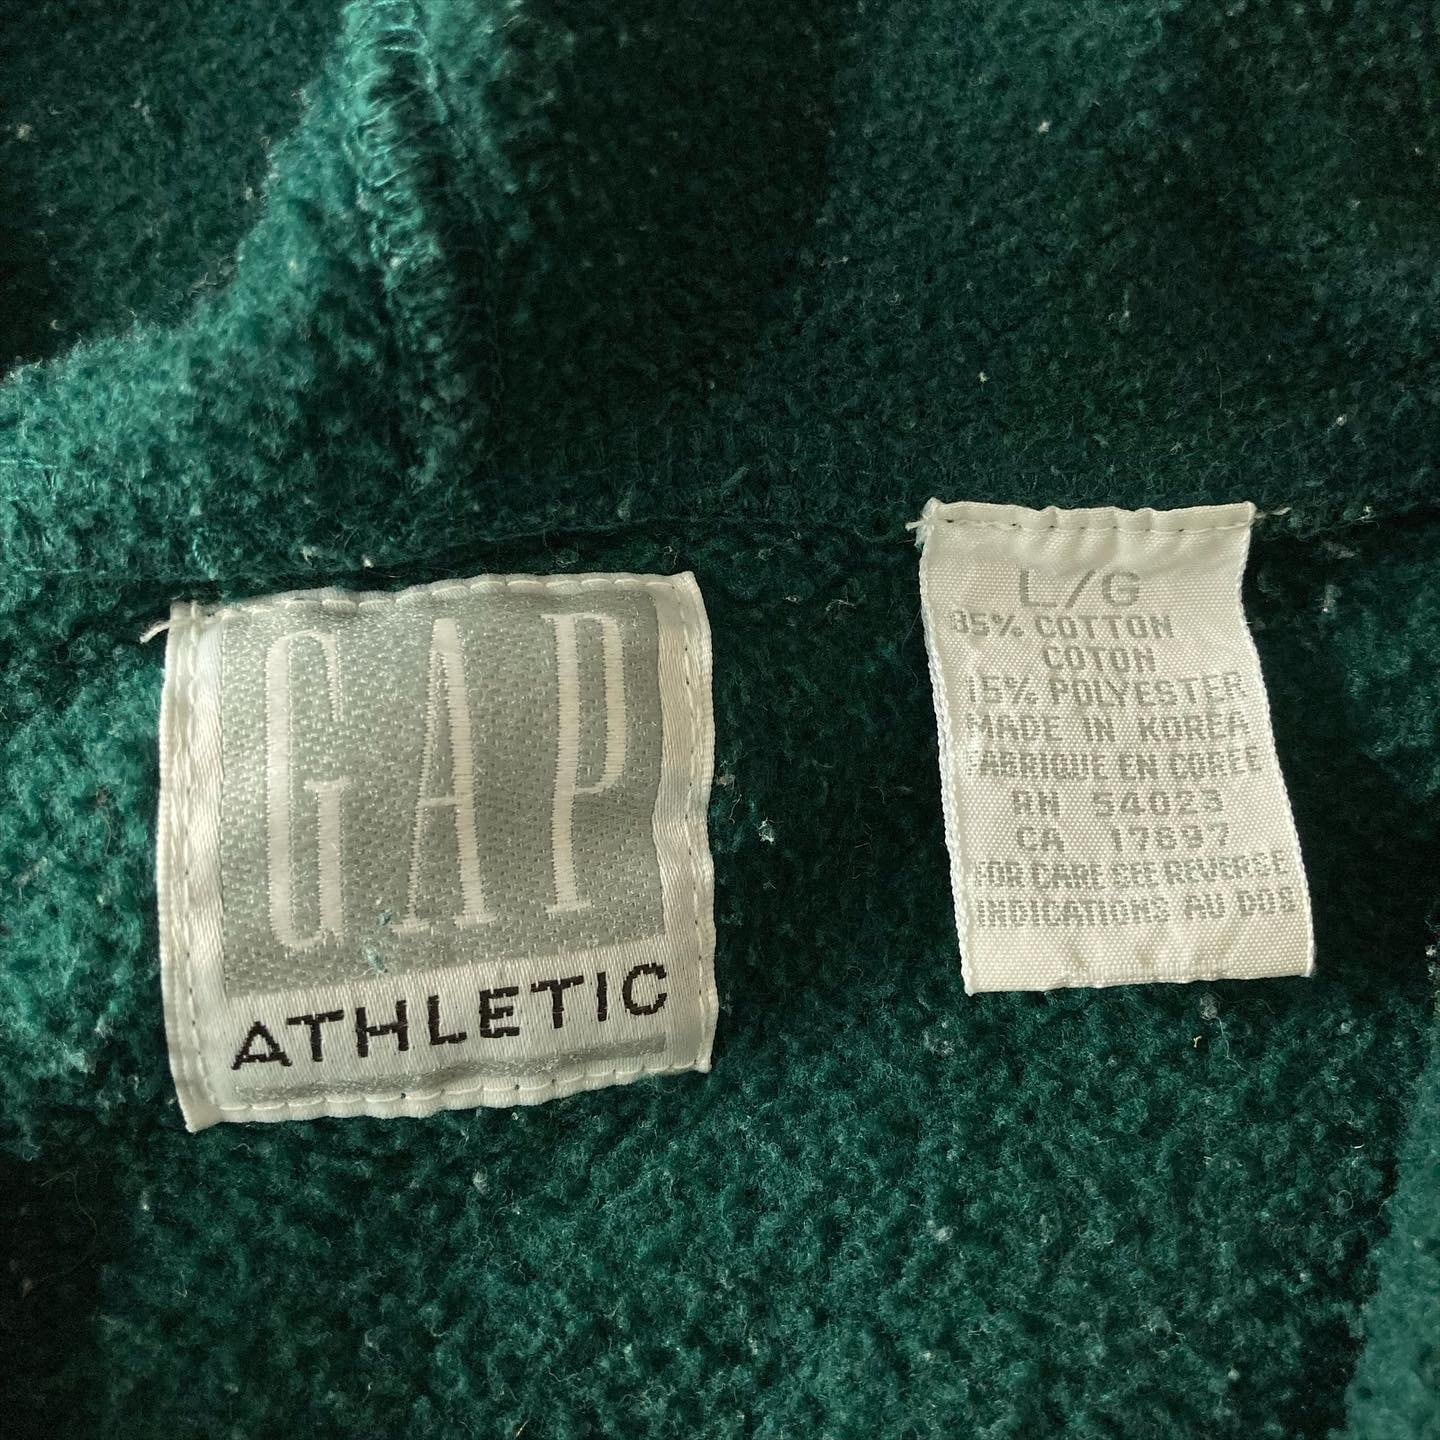 GAP
ATHLETIC
L/G
85% COTTON
COTON
15% POLYESTER
MADE IN KOREA
FABRIQUE EN COREE
RN 54023
CA 17897
FOR CARE SEE REVERSE
INDICATIONS AU DOS